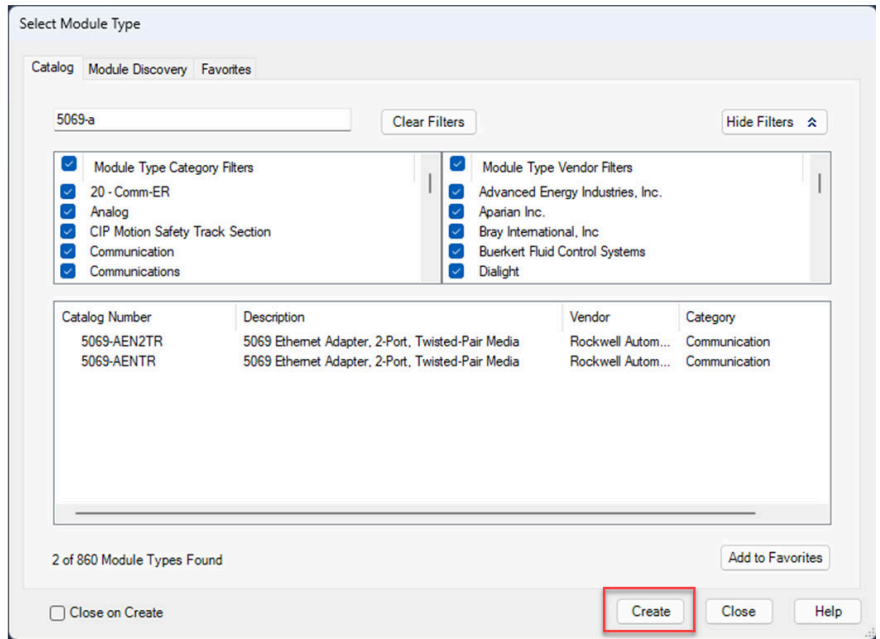 Select Module Type
Catalog Module Discovery Favorites
5069-a Clear Filters Hide Filters
Module Type Category Filters
20 - Comm-ER
Analog
CIP Motion Safety Track Section
Communication
Communications
Module Type Vendor Filters
Advanced Energy Industries, Inc.
Aparian Inc.
Bray International, Inc
Buerkert Fluid Control Systems
Dialight
Catalog Number Description Vendor Category
5069-AEN2TR 5069 Ethernet Adapter, 2-Port, Twisted-Pair Media Rockwell Autom... Communication
5069-AENTR 5069 Ethernet Adapter, 2-Port, Twisted-Pair Media Rockwell Autom... Communication
2 of 860 Module Types Found Add to Favorites
Close on Create Create Close Help